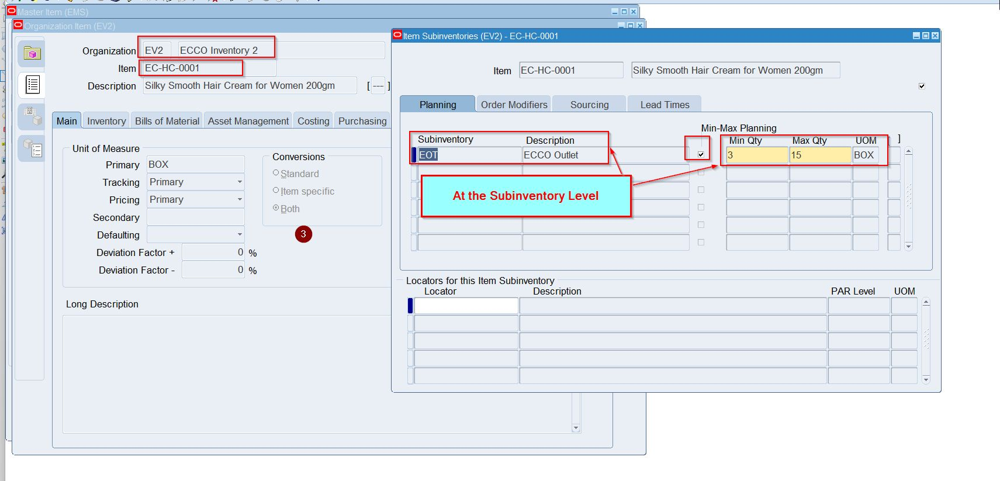 Master Item (EMS)
Organization Item (EV2)
Organization EV2 ECCO Inventory 2
Item EC-HC-0001
Description Silky Smooth Hair Cream for Women 200gm [ --- ]
Main Inventory Bills of Material Asset Management Costing Purchasing
Unit of Measure
Primary BOX
Tracking Primary
Pricing Primary
Secondary
Defaulting
Deviation Factor + 0 %
Deviation Factor - 0 %
Conversions
Standard
Item specific
Both
3
Long Description
Item Subinventories (EV2) - EC-HC-0001
Item EC-HC-0001 Silky Smooth Hair Cream for Women 200gm
Planning Order Modifiers Sourcing Lead Times
Min-Max Planning
Subinventory Description Min Qty Max Qty UOM [ ]
EOT ECCO Outlet 3 15 BOX
At the Subinventory Level
Locators for this Item Subinventory
Locator Description PAR Level UOM